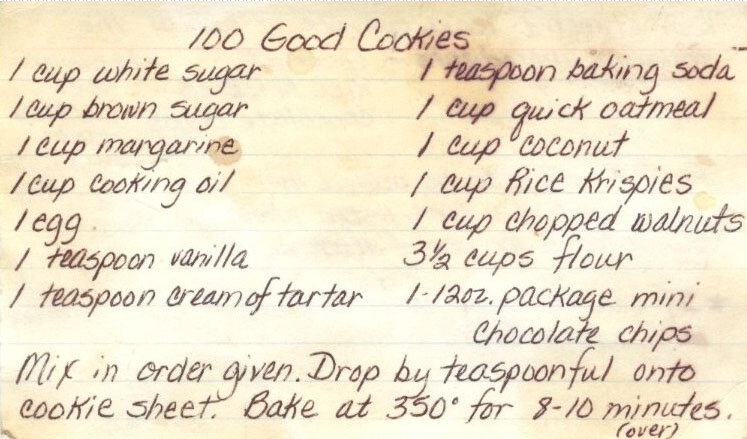 100 Good Cookies
1 cup white sugar
1 cup brown sugar
1 cup margarine
1 cup cooking oil
1 egg.
1 teaspoon vanilla
1 teaspoon cream of tartar
1 teaspoon baking soda
1 cup quick oatmeal
1 cup coconut
1 cup Rice Krispies
1 cup chopped walnuts
3½ cups flour
1-12oz. package mini
chocolate chips
Mix in order given. Drop by teaspoonful onto
cookie sheet. Bake at 350° for 8-10 minutes.
(over)